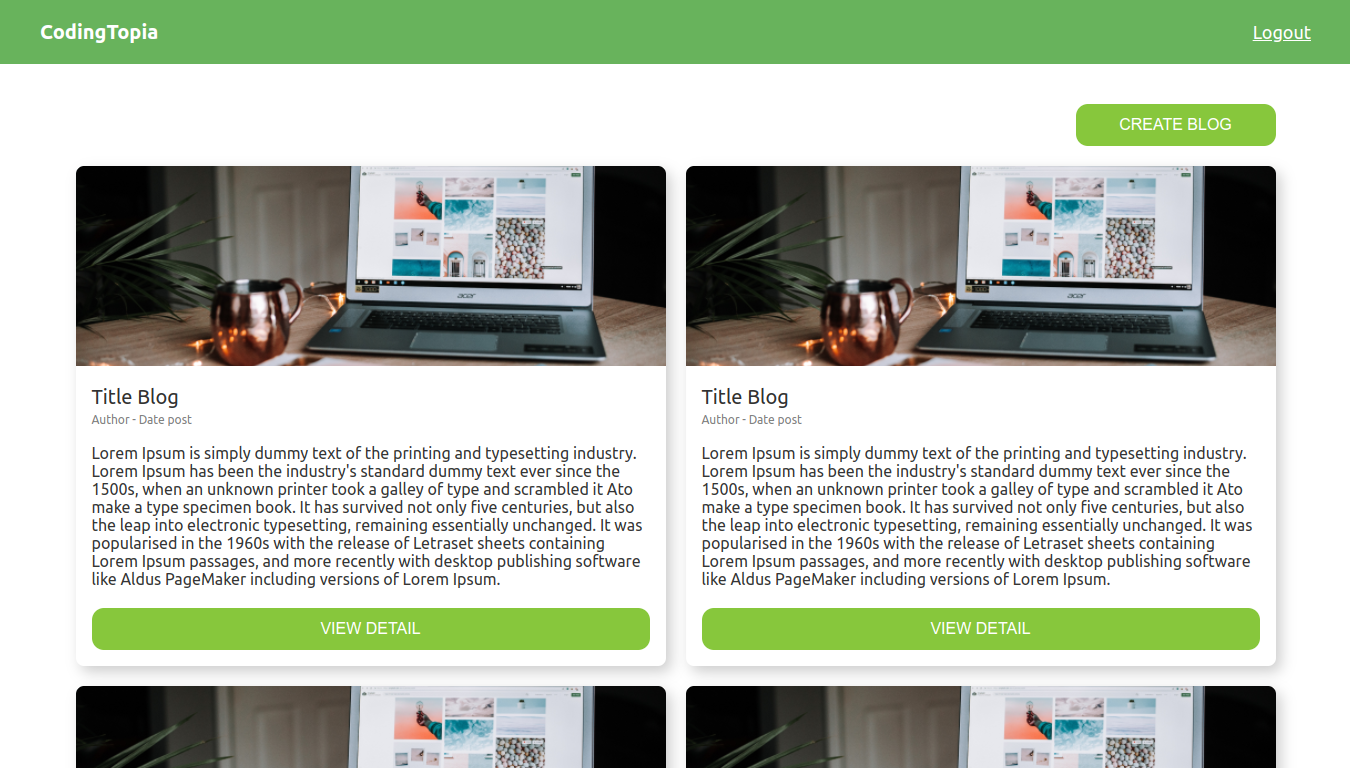 CodingTopia
Logout
CREATE BLOG
acer
acer
Title Blog
Author - Date post
Lorem Ipsum is simply dummy text of the printing and typesetting industry.
Lorem Ipsum has been the industry's standard dummy text ever since the
1500s, when an unknown printer took a galley of type and scrambled it Ato
make a type specimen book. It has survived not only five centuries, but also
the leap into electronic typesetting, remaining essentially unchanged. It was
popularised in the 1960s with the release of Letraset sheets containing
Lorem Ipsum passages, and more recently with desktop publishing software
like Aldus PageMaker including versions of Lorem Ipsum.
VIEW DETAIL
Title Blog
Author - Date post
Lorem Ipsum is simply dummy text of the printing and typesetting industry.
Lorem Ipsum has been the industry's standard dummy text ever since the
1500s, when an unknown printer took a galley of type and scrambled it Ato
make a type specimen book. It has survived not only five centuries, but also
the leap into electronic typesetting, remaining essentially unchanged. It was
popularised in the 1960s with the release of Letraset sheets containing
Lorem Ipsum passages, and more recently with desktop publishing software
like Aldus PageMaker including versions of Lorem Ipsum.
VIEW DETAIL